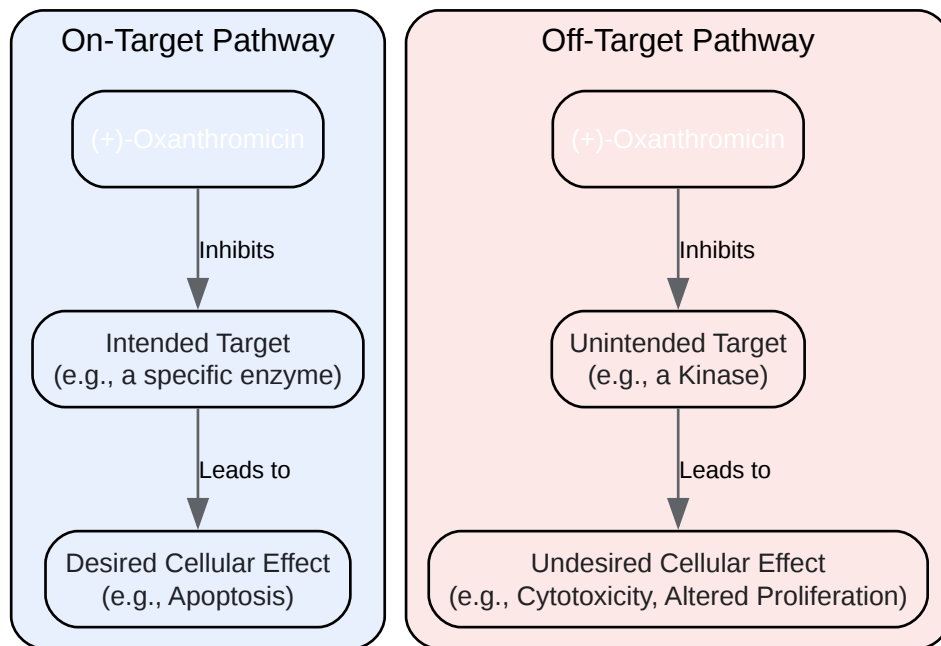 On-Target Pathway
(+)-Oxanthromicin
Inhibits
Intended Target
(e.g., a specific enzyme)
Leads to
Desired Cellular Effect
(e.g., Apoptosis)
Off-Target Pathway
(+)-Oxanthromicin
Inhibits
Unintended Target
(e.g., a Kinase)
Leads to
Undesired Cellular Effect
(e.g., Cytotoxicity, Altered Proliferation)